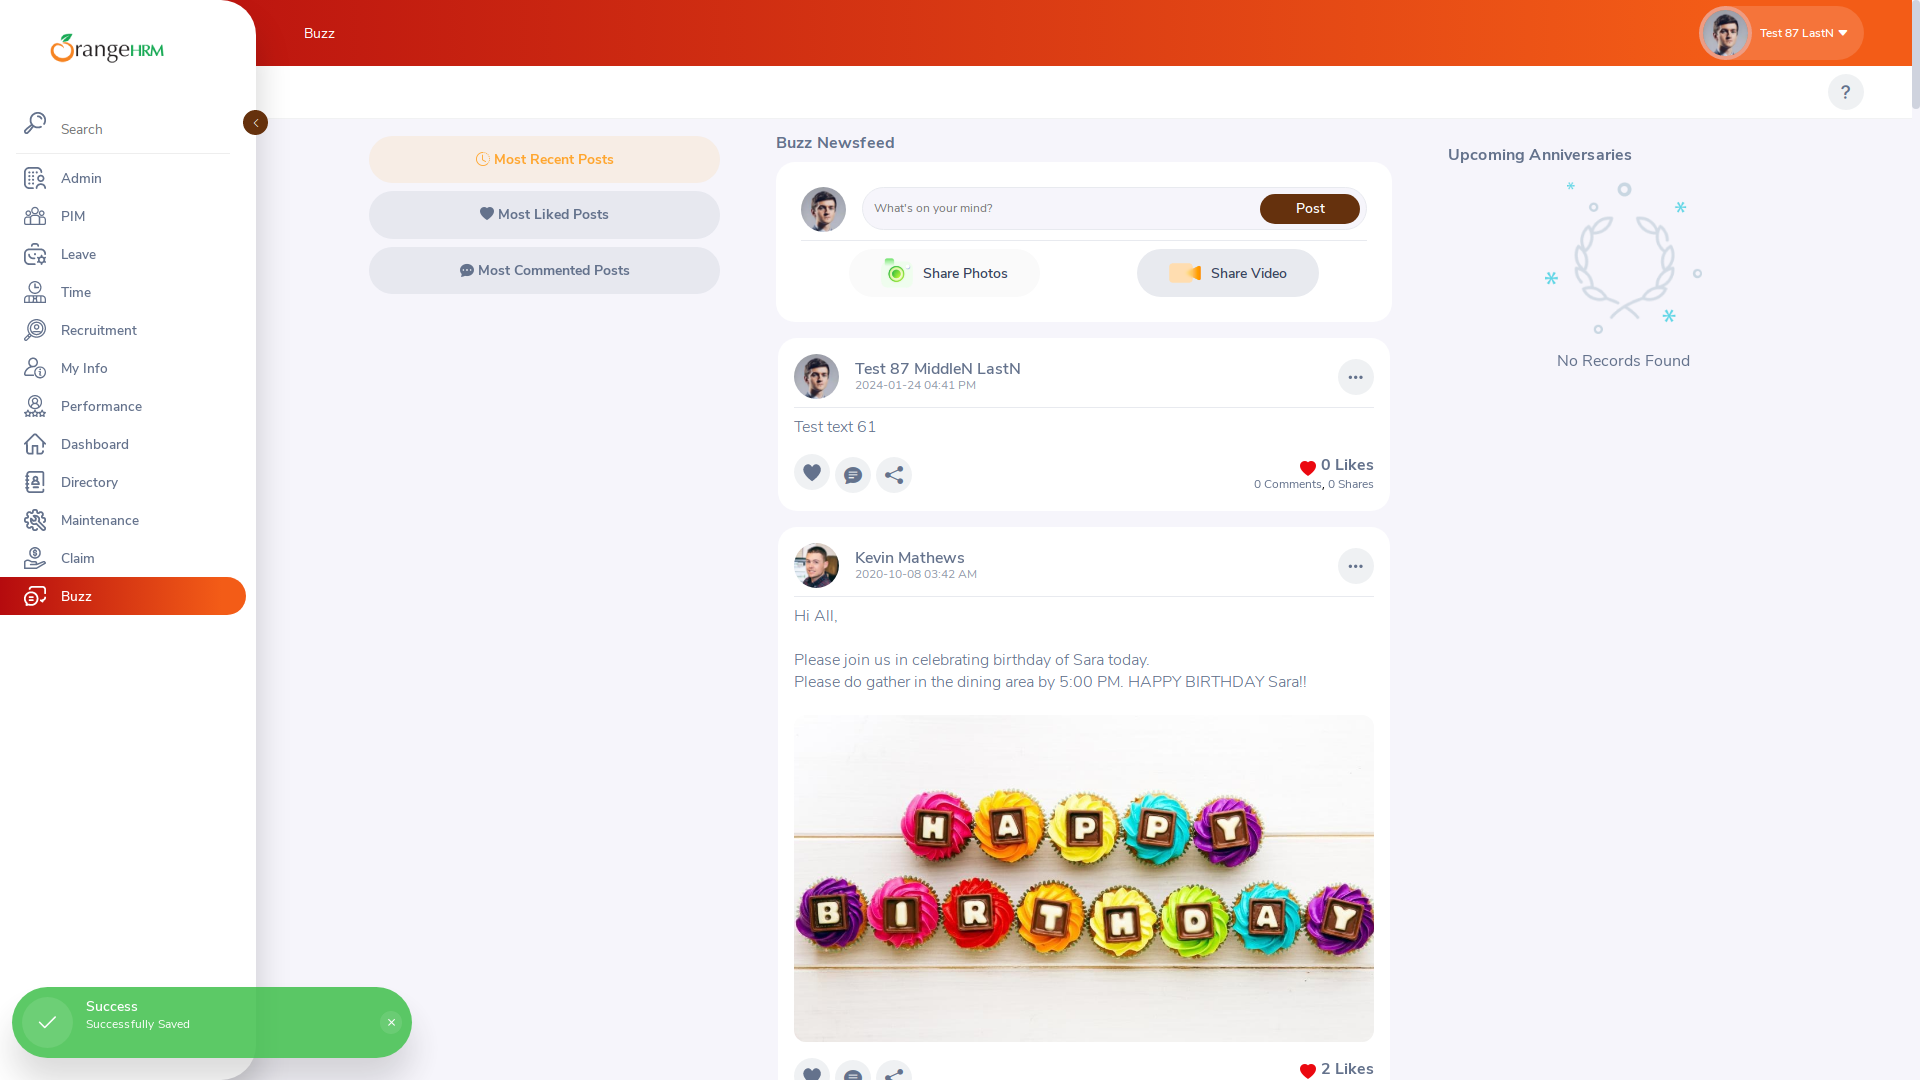 OrangeHRM
Search
Admin
PIM
Leave
Time
Recruitment
My Info
Performance
Dashboard
Directory
Maintenance
Claim
Buzz
Buzz
Test 87 LastN
?
Most Recent Posts
Most Liked Posts
Most Commented Posts
Buzz Newsfeed
What's on your mind?
Post
Share Photos
Share Video
Test 87 MiddleN LastN
2024-01-24 04:41 PM
Test text 61
0 Likes
0 Comments, 0 Shares
Kevin Mathews
2020-10-08 03:42 AM
Hi All,
Please join us in celebrating birthday of Sara today.
Please do gather in the dining area by 5:00 PM. HAPPY BIRTHDAY Sara!!
HAPPY
BIRTHDAY
2 Likes
Upcoming Anniversaries
No Records Found
Success
Successfully Saved